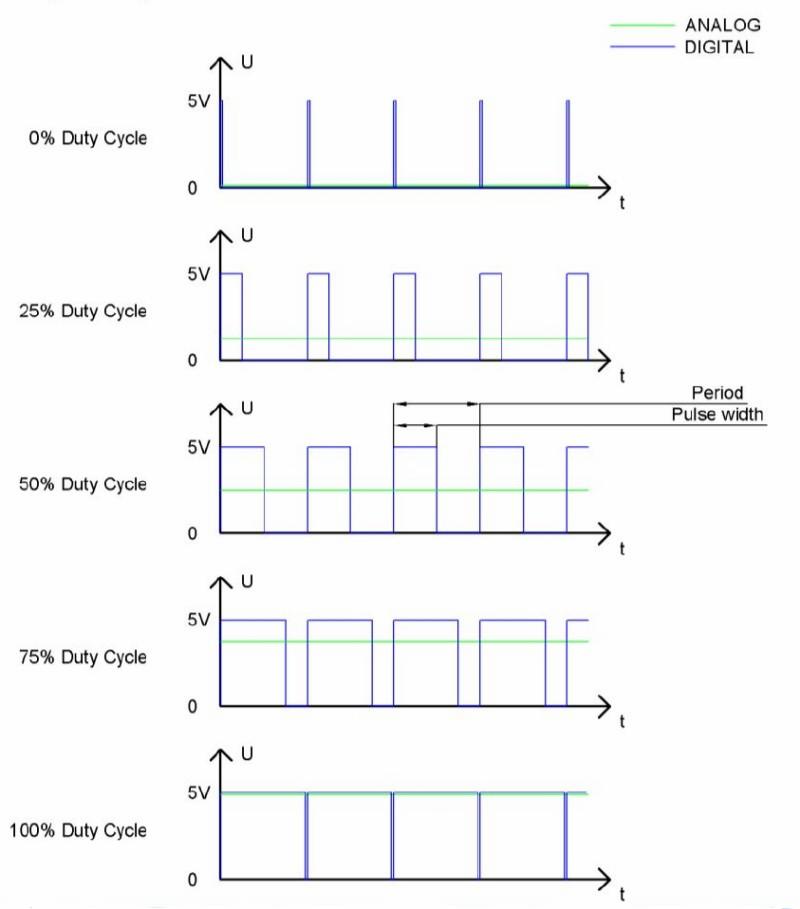 ANALOG
DIGITAL
U
5V
0% Duty Cycle
0
t
U
5V
25% Duty Cycle
0
t
Period
Pulse width
U
5V
50% Duty Cycle
0
t
U
5V
75% Duty Cycle
0
t
U
5V
100% Duty Cycle
0
t